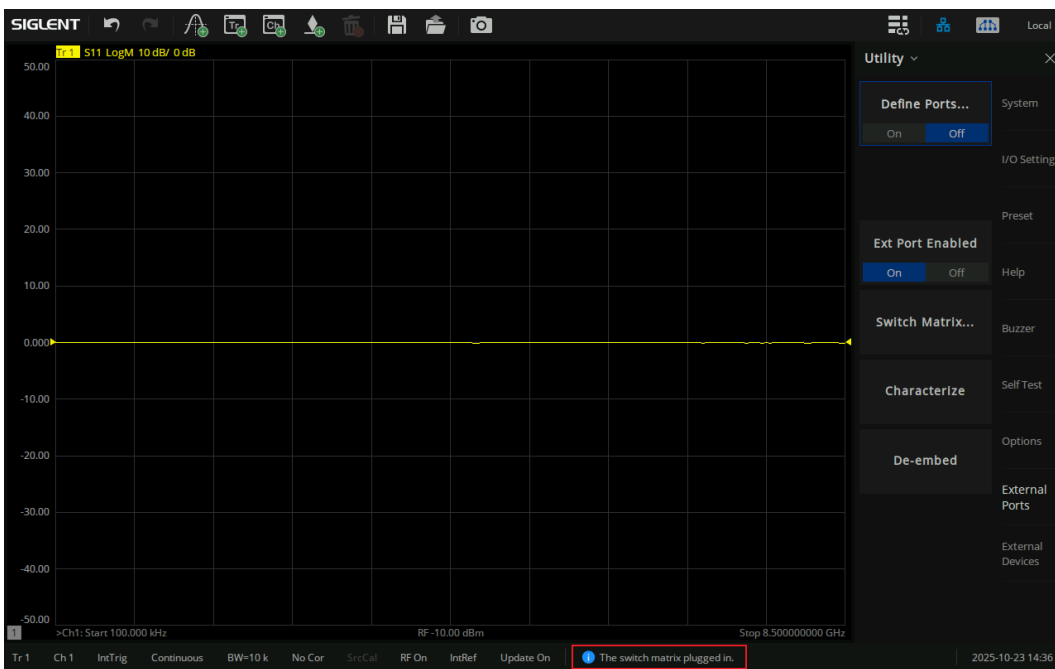 SIGLENT
Tr
Ch
Local
Tr 1 S11 LogM 10 dB/ 0 dB
50.00
40.00
30.00
20.00
10.00
0.000
-10.00
-20.00
-30.00
-40.00
-50.00
1
>Ch1: Start 100.000 kHz RF -10.00 dBm Stop 8.500000000 GHz
Utility
Define Ports...
On Off
Ext Port Enabled
On Off
Switch Matrix...
Characterize
De-embed
System
I/O Setting
Preset
Help
Buzzer
Self Test
Options
External
Ports
External
Devices
Tr 1 Ch 1 IntTrig Continuous BW=10 k No Cor SrcCal RF On IntRef Update On The switch matrix plugged in. 2025-10-23 14:36